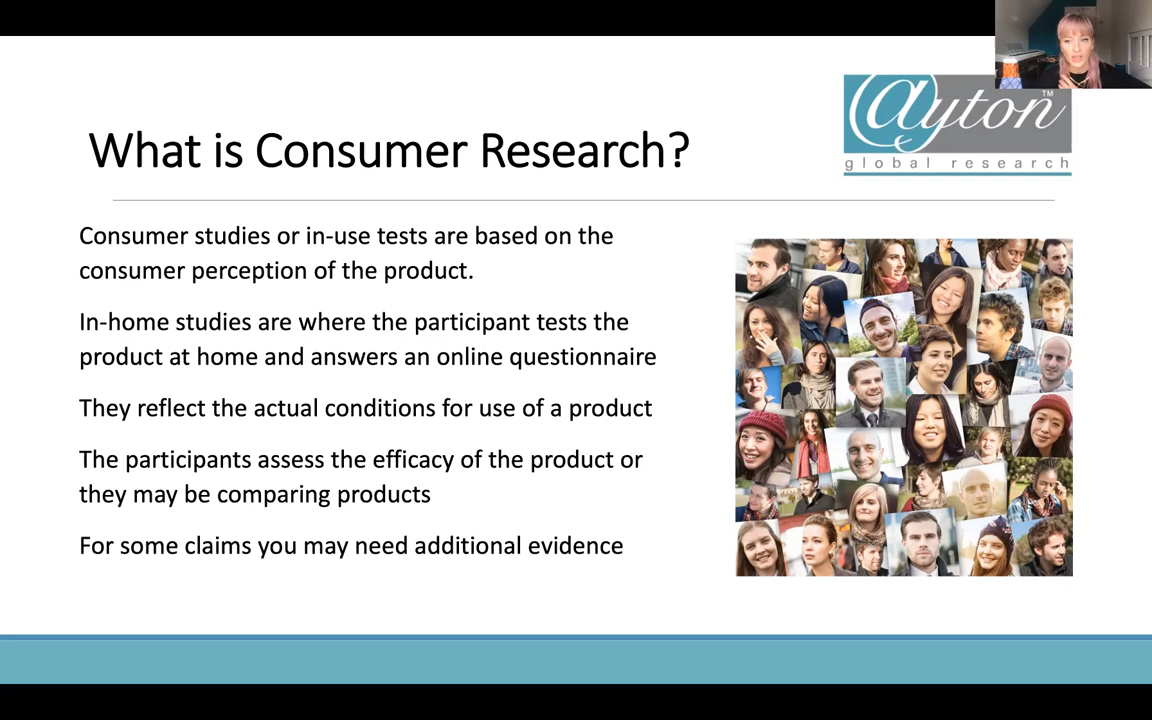 What is Consumer Research?
@yton™
global research
Consumer studies or in-use tests are based on the
consumer perception of the product.
In-home studies are where the participant tests the
product at home and answers an online questionnaire
They reflect the actual conditions for use of a product
The participants assess the efficacy of the product or
they may be comparing products
For some claims you may need additional evidence